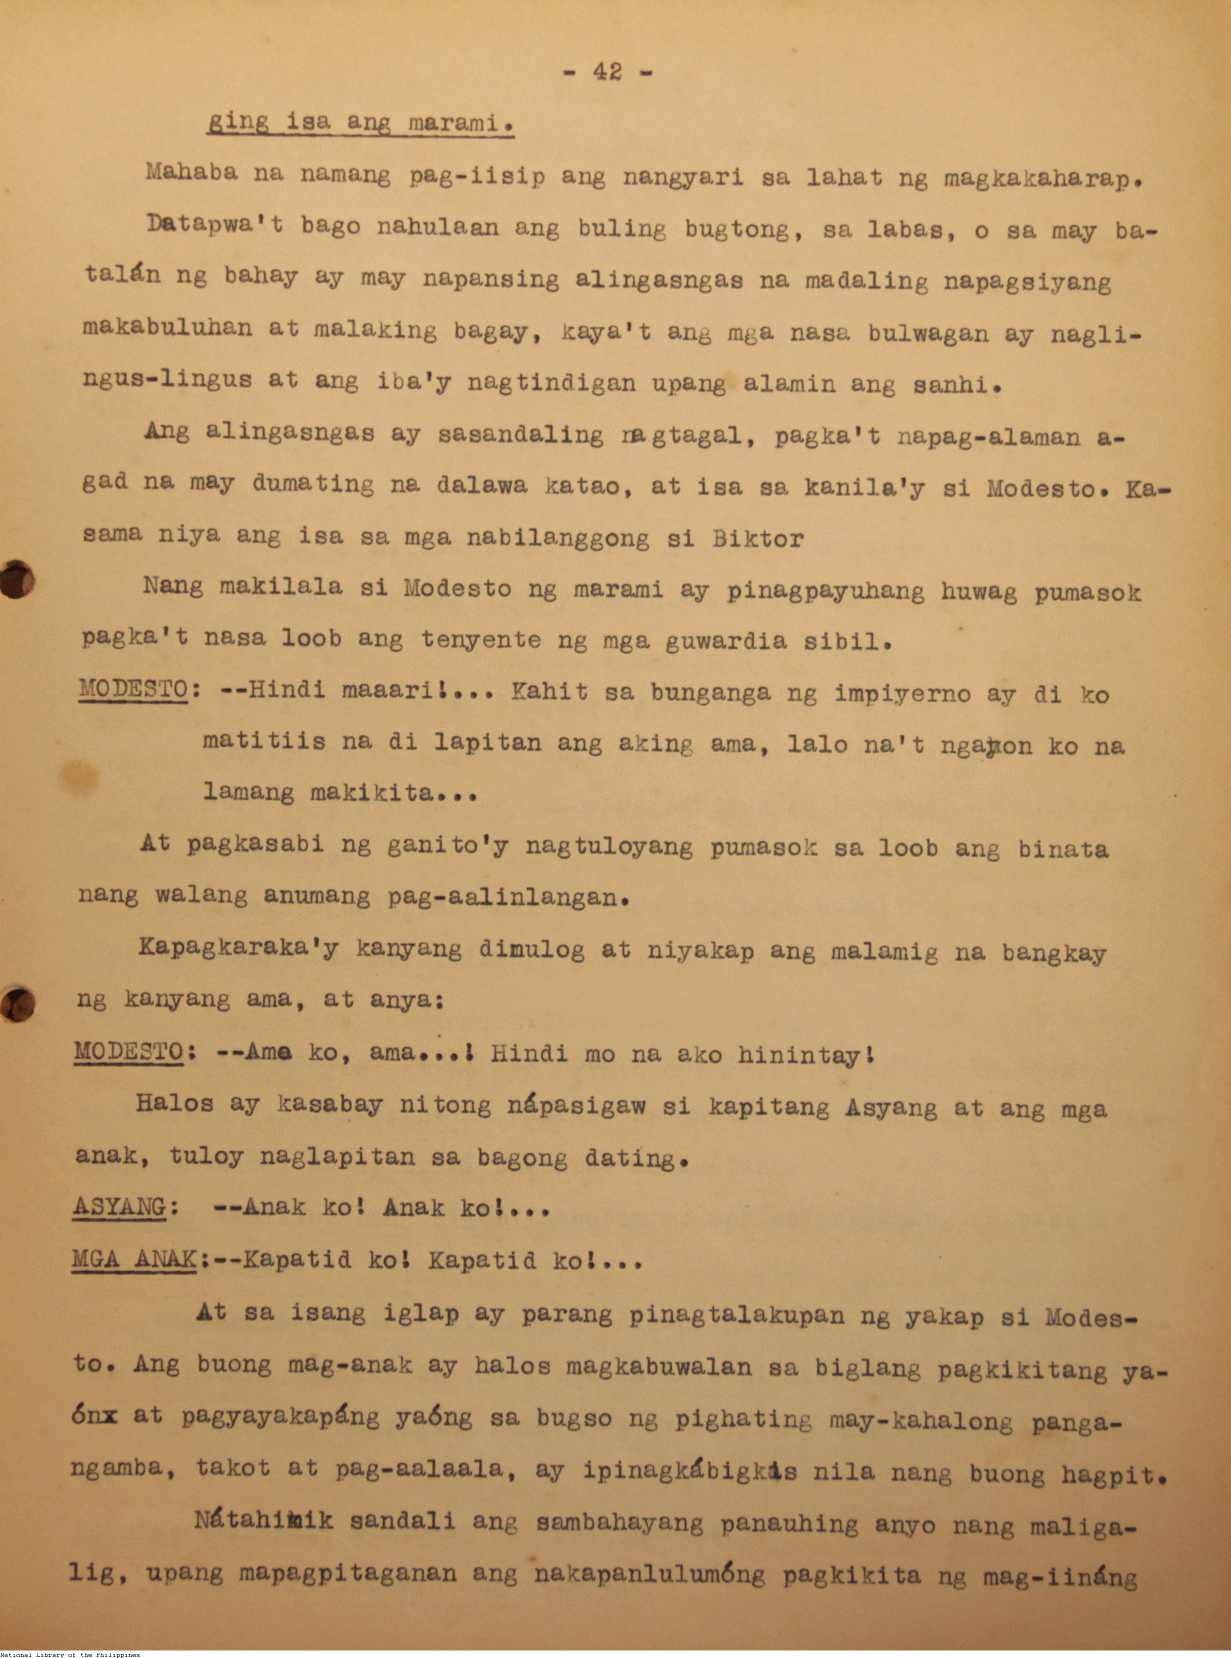 - 42 -
ging isa ang marami.
Mahaba na namang pag-iisip ang nangyari sa lahat ng magkakaharap.
Datapwa't bago nahulaan ang buling bugtong, sa labas, o sa may ba-
talán ng bahay ay may napansing alingasngas na madaling napagsiyang
makabuluhan at malaking bagay, kaya't ang mga nasa bulwagan ay nagli-
ngus-lingus at ang iba'y nagtindigan upang alamin ang sanhi.
Ang alingasngas ay sasandaling nagtagal, pagka't napag-alaman a-
gad na may dumating na dalawa katao, at isa sa kanila'y si Modesto. Ka-
sama niya ang isa sa mga nabilanggong si Biktor
Nang makilala si Modesto ng marami ay pinagpayuhang huwag pumasok
pagka't nasa loob ang tenyente ng mga guwardia sibil.
MODESTO: --Hindi maaari!... Kahit sa bunganga ng impiyerno ay di ko
matitiis na di lapitan ang aking ama, lalo na't ngayon ko na
lamang makikita...
At pagkasabi ng ganito'y nagtuloyang pumasok sa loob ang binata
nang walang anumang pag-aalinlangan.
Kapagkaraka'y kanyang dinulog at niyakap ang malamig na bangkay
ng kanyang ama, at anya:
MODESTO: --Ama ko, ama...! Hindi mo na ako hinintay!
Halos ay kasabay nitong nápasigaw si kapitang Asyang at ang mga
anak, tuloy naglapitan sa bagong dating.
ASYANG: --Anak ko! Anak ko!...
MGA ANAK:--Kapatid ko! Kapatid ko!...
At sa isang iglap ay parang pinagtalakupan ng yakap si Modes-
to. Ang buong mag-anak ay halos magkabuwalan sa biglang pagkikitang ya-
ónx at pagyayakapáng yaóng sa bugso ng pighating may-kahalong panga-
ngamba, takot at pag-aalaala, ay ipinagkábigkis nila nang buong hagpit.
Nátahimik sandali ang sambahayang panauhing anyo nang maliga-
lig, upang mapagpitaganan ang nakapanlulumóng pagkikita ng mag-iináng
National Library of the Philippines